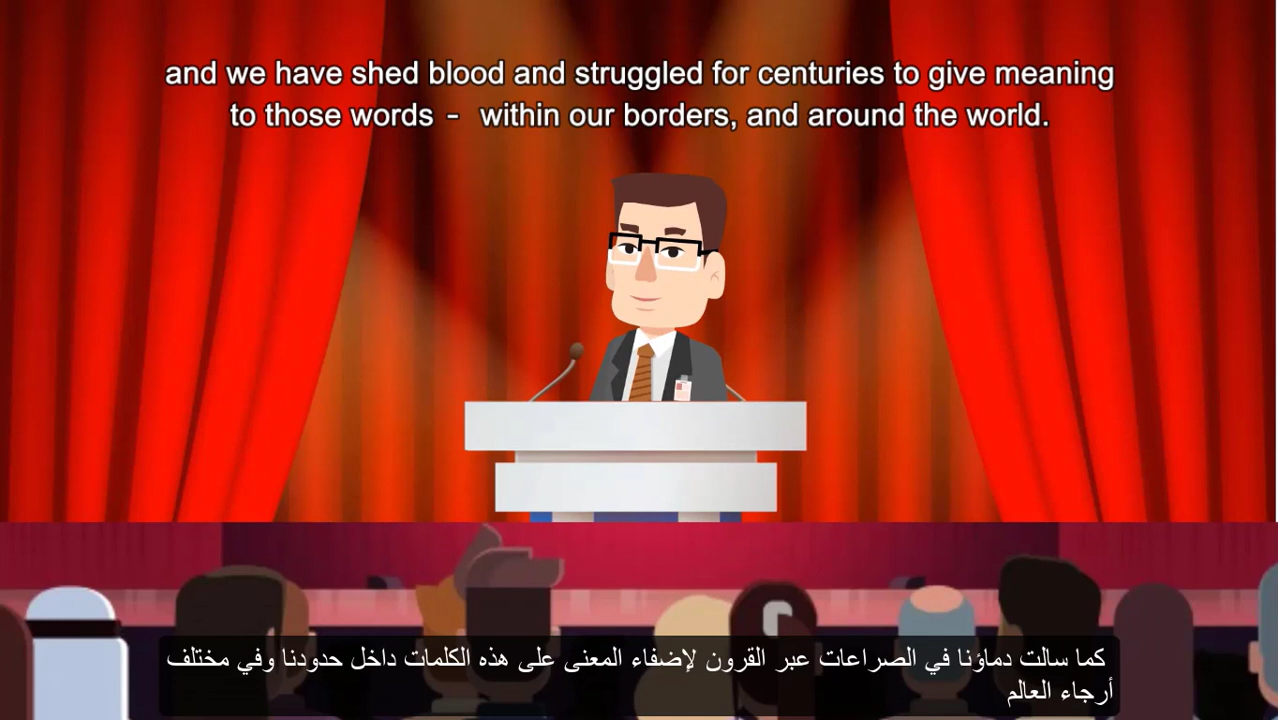 and we have shed blood and struggled for centuries to give meaning
to those words - within our borders, and around the world.
كما سالت دماؤنا في الصراعات عبر القرون لإضفاء المعنى على هذه الكلمات داخل حدودنا وفي مختلف
أرجاء العالم